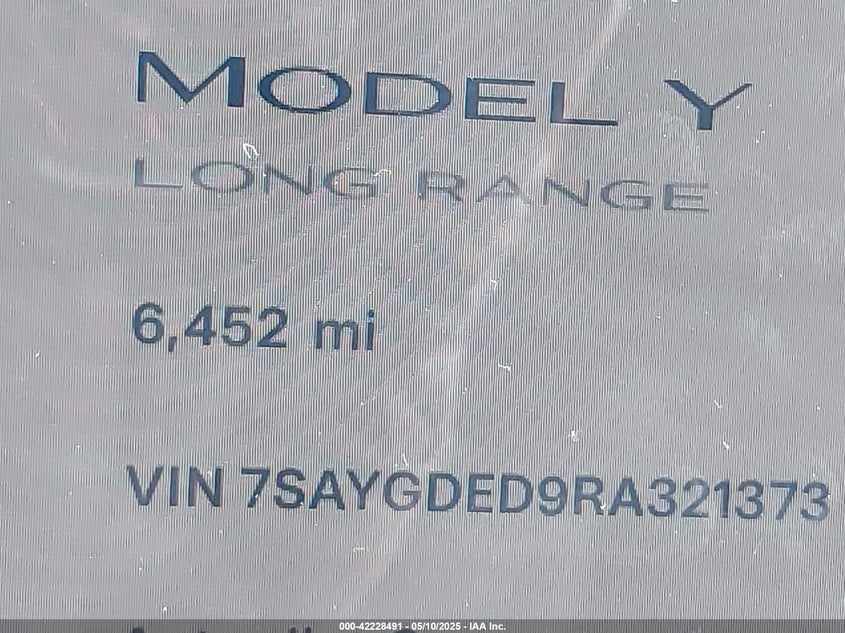 MODEL Y
LONG RANGE
6,452 mi
VIN 7SAYGDED9RA321373
000-42228491 - 05/10/2025 - IAA Inc.